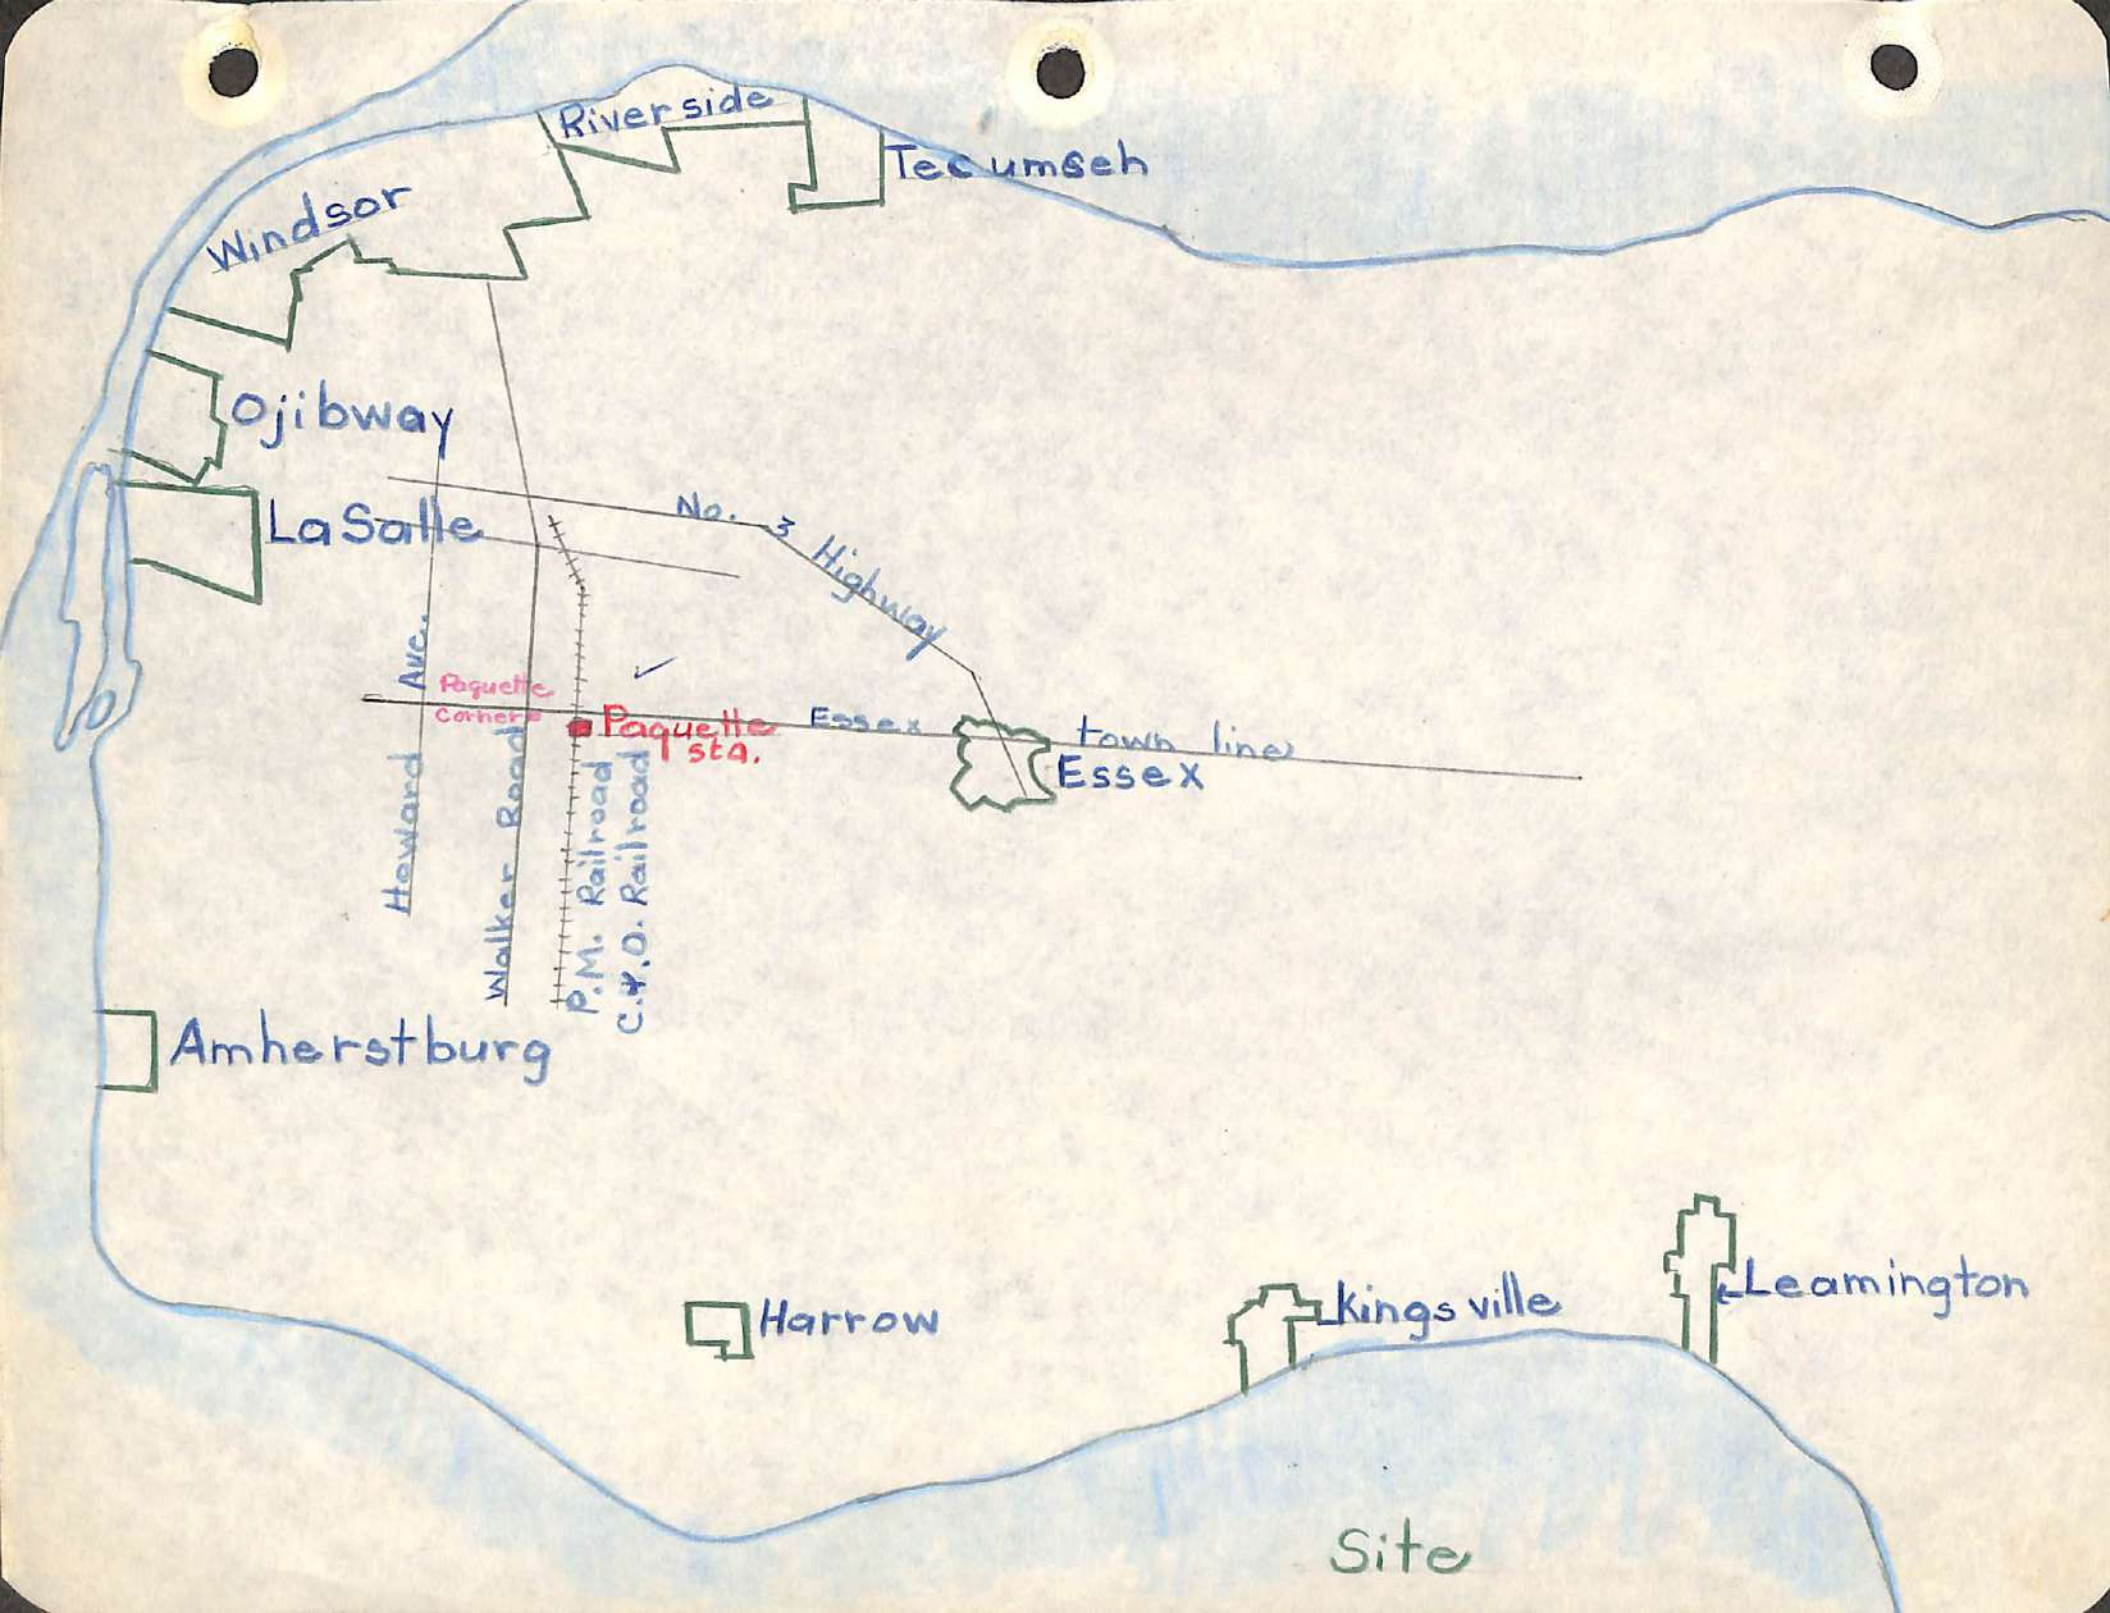 Riverside
Tecumseh
Windsor
Ojibway
LaSalle
No. 3 Highway
Howard Ave.
Paquette
Corners
Paquette
Sta.
Essex town line
Essex
Walker Road
P.M. Railroad
C.&O. Railroad
Amherstburg
Harrow
Kingsville
Leamington
Site